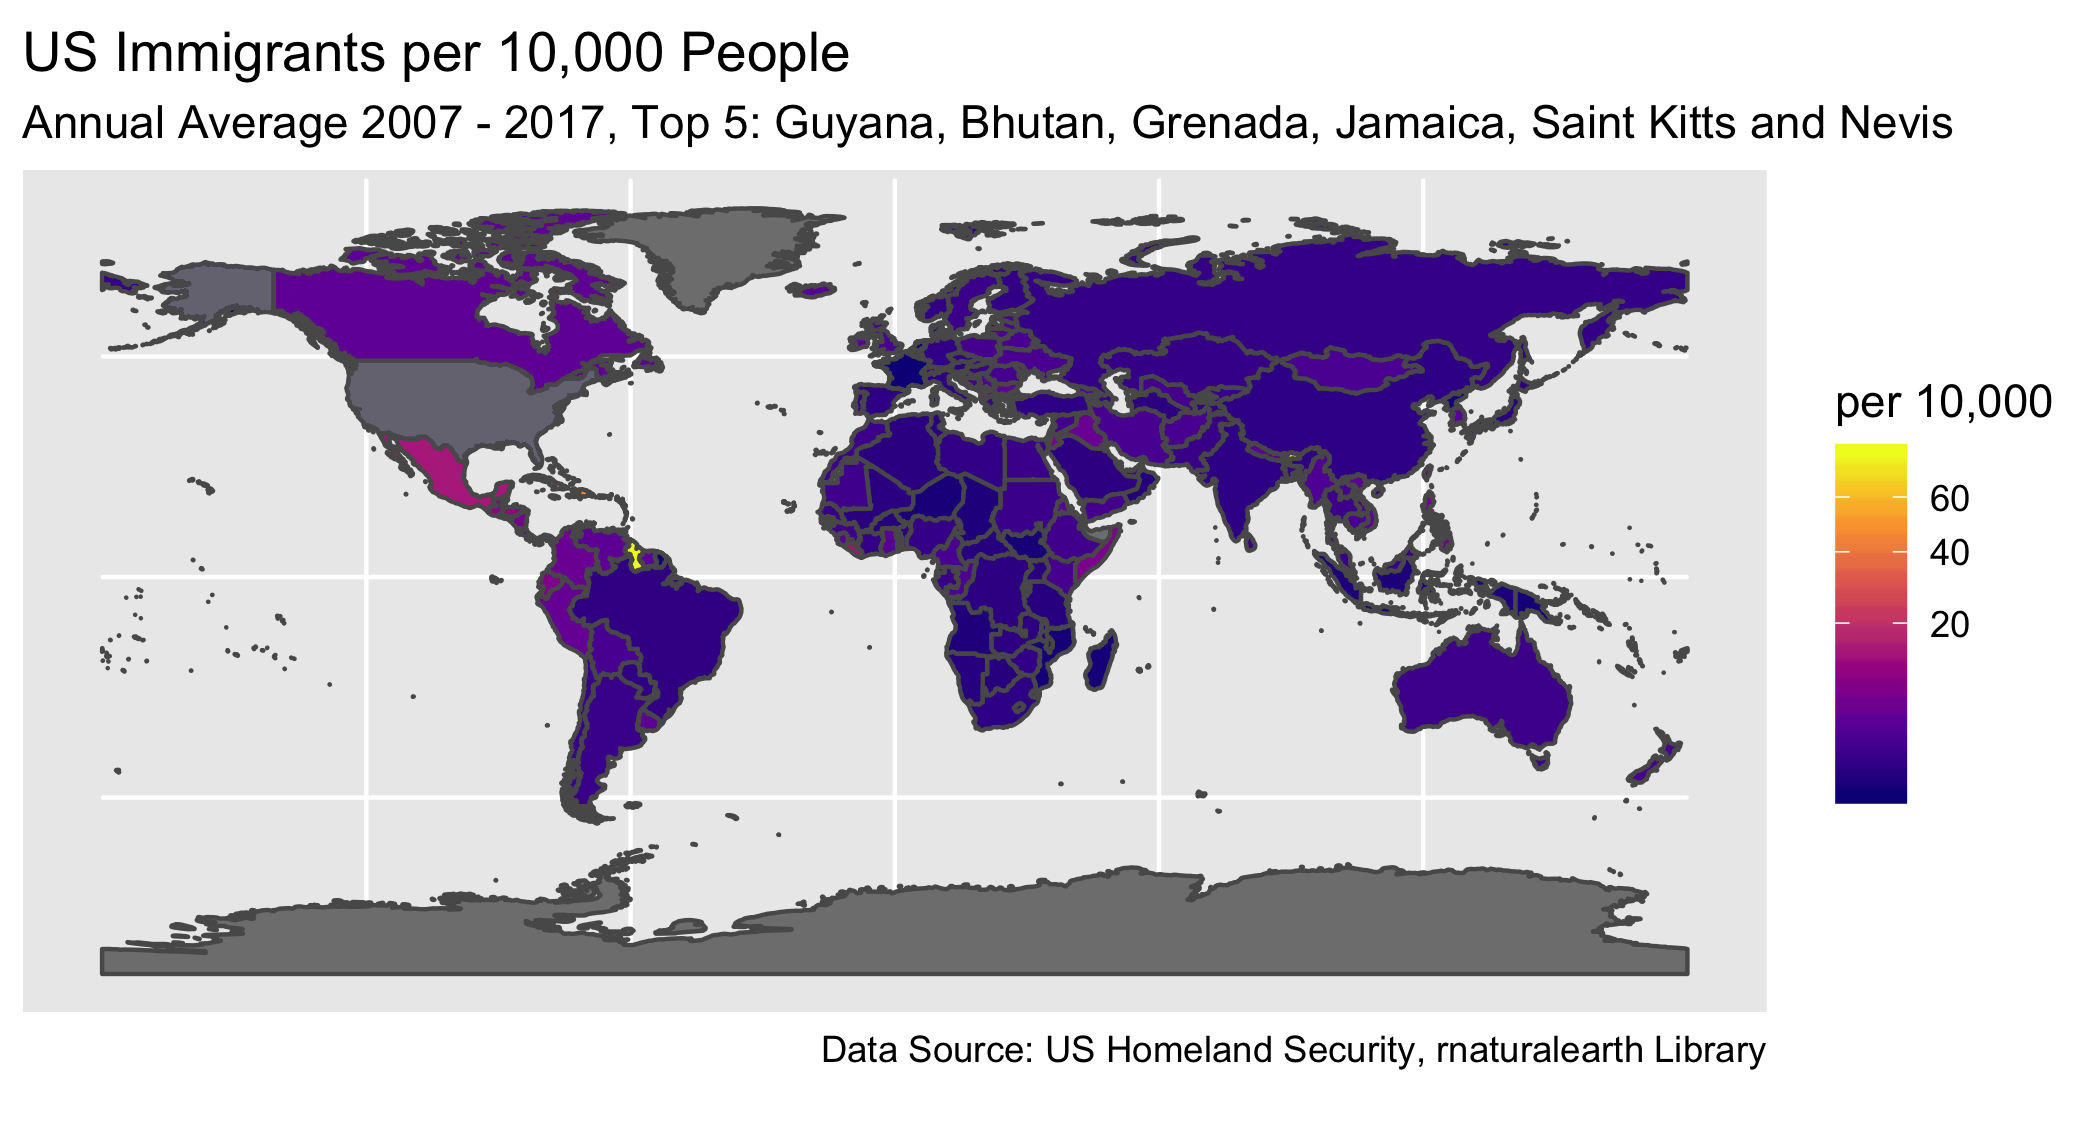 US Immigrants per 10,000 People
Annual Average 2007 - 2017, Top 5: Guyana, Bhutan, Grenada, Jamaica, Saint Kitts and Nevis
per 10,000
60
40
20
Data Source: US Homeland Security, rnaturalearth Library